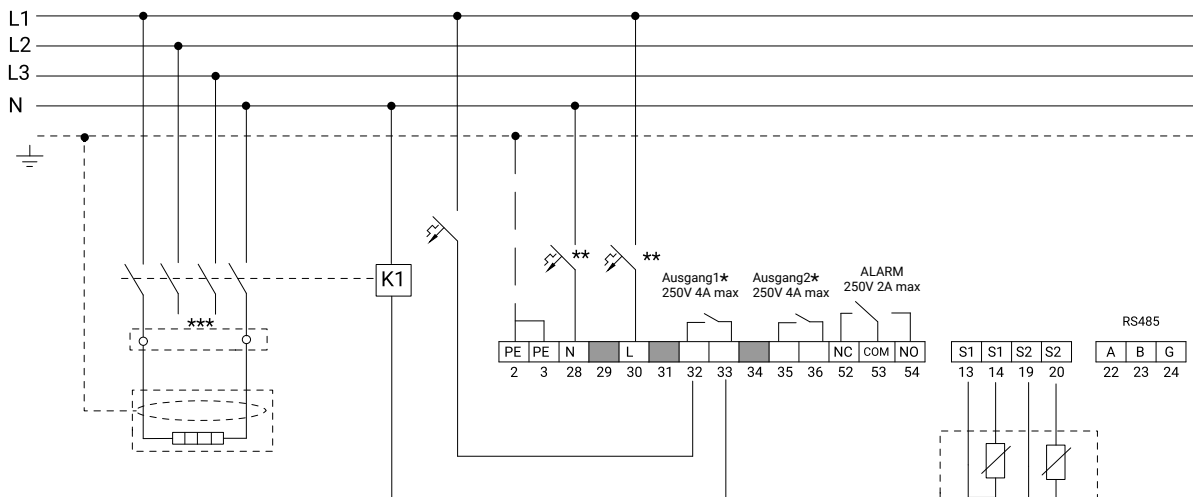 L1
L2
L3
N
K1
***
**
**
Ausgang1*
250V 4A max
Ausgang2*
250V 4A max
ALARM
250V 2A max
RS485
PE PE N L NC COM NO
2 3 28 29 30 31 32 33 34 35 36 52 53 54
S1 S1 S2 S2
13 14 19 20
A B G
22 23 24